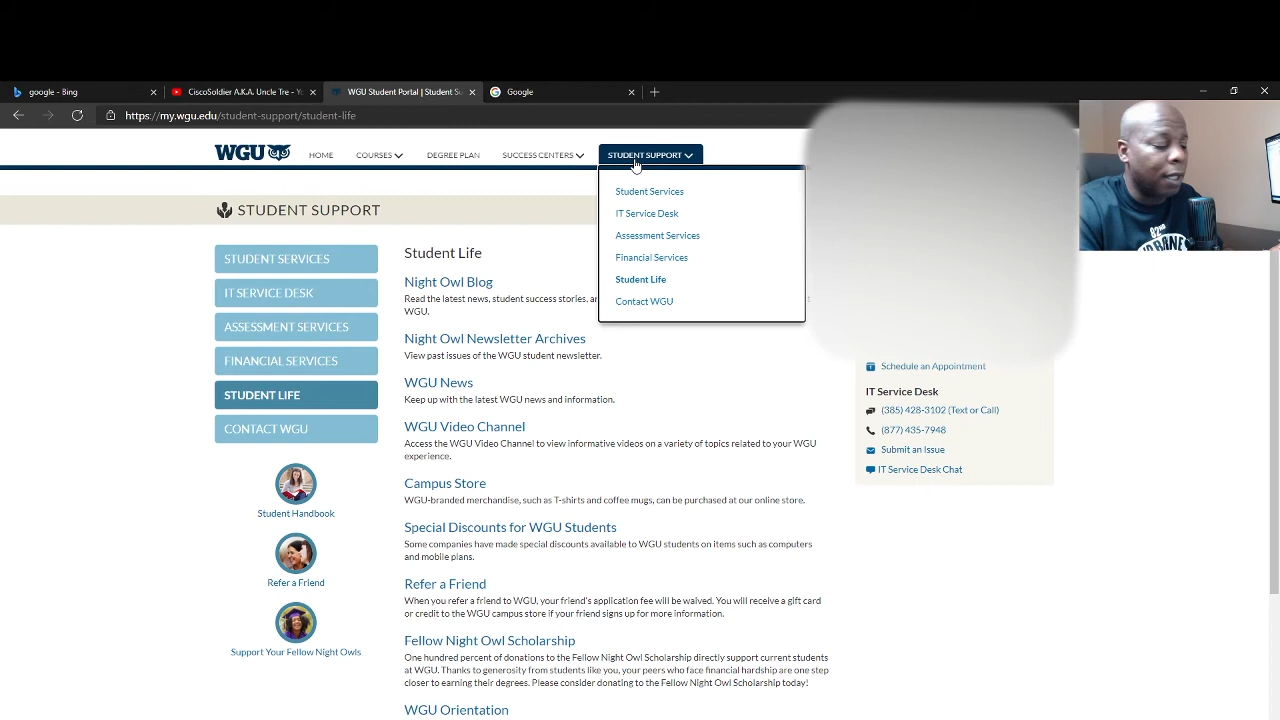 google - Bing
CiscoSoldier A.K.A. Uncle Tre - Yo
WGU Student Portal | Student Su
Google
https://my.wgu.edu/student-support/student-life
WGU
HOME
COURSES
DEGREE PLAN
SUCCESS CENTERS
STUDENT SUPPORT
Student Services
IT Service Desk
Assessment Services
Financial Services
Student Life
Contact WGU
STUDENT SUPPORT
STUDENT SERVICES
IT SERVICE DESK
ASSESSMENT SERVICES
FINANCIAL SERVICES
STUDENT LIFE
CONTACT WGU
Student Handbook
Refer a Friend
Support Your Fellow Night Owls
Student Life
Night Owl Blog
Read the latest news, student success stories,
WGU.
Night Owl Newsletter Archives
View past issues of the WGU student newsletter.
WGU News
Keep up with the latest WGU news and information.
WGU Video Channel
Access the WGU Video Channel to view informative videos on a variety of topics related to your WGU
experience.
Campus Store
WGU-branded merchandise, such as T-shirts and coffee mugs, can be purchased at our online store.
Special Discounts for WGU Students
Some companies have made special discounts available to WGU students on items such as computers
and mobile plans.
Refer a Friend
When you refer a friend to WGU, your friend's application fee will be waived. You will receive a gift card
or credit to the WGU campus store if your friend signs up for more information.
Fellow Night Owl Scholarship
One hundred percent of donations to the Fellow Night Owl Scholarship directly support current students
at WGU. Thanks to generosity from students like you, your peers who face financial hardship are one step
closer to earning their degrees. Please consider donating to the Fellow Night Owl Scholarship today!
WGU Orientation
Schedule an Appointment
IT Service Desk
(385) 428-3102 (Text or Call)
(877) 435-7948
Submit an Issue
IT Service Desk Chat